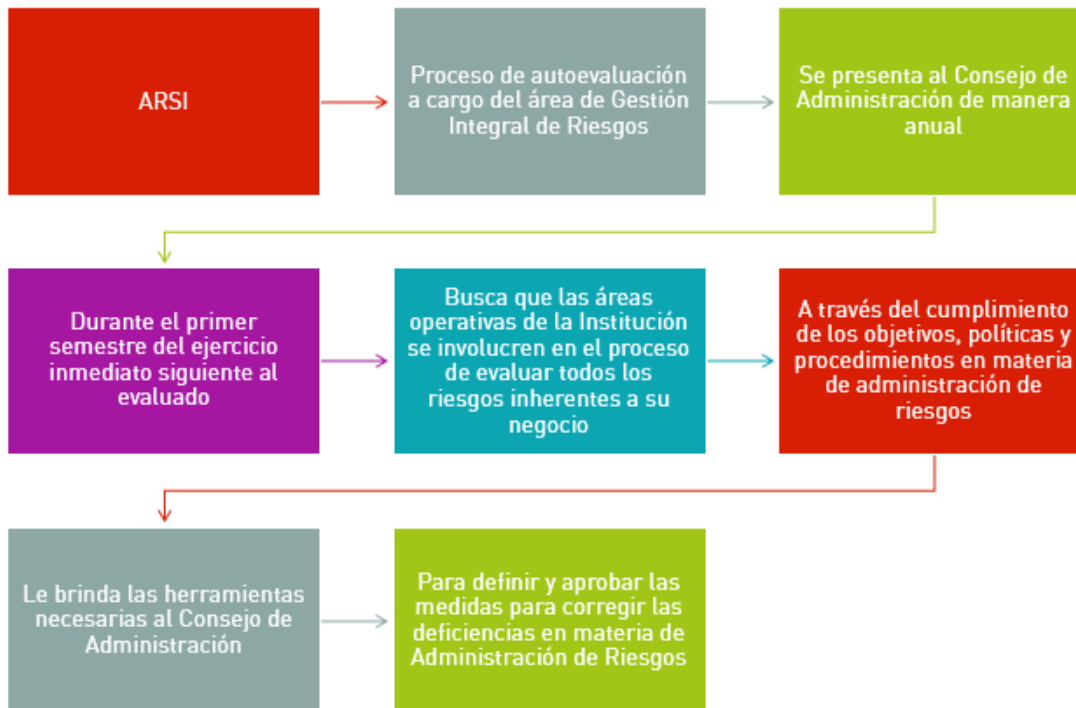 ARSI
Proceso de autoevaluación
a cargo del área de Gestión
Integral de Riesgos
Se presenta al Consejo de
Administración de manera
anual
Durante el primer
semestre del ejercicio
inmediato siguiente al
evaluado
Busca que las áreas
operativas de la Institución
se involucren en el proceso
de evaluar todos los
riesgos inherentes a su
negocio
A través del cumplimiento
de los objetivos, políticas y
procedimientos en materia
de administración de
riesgos
Le brinda las herramientas
necesarias al Consejo de
Administración
Para definir y aprobar las
medidas para corregir las
deficiencias en materia de
Administración de Riesgos